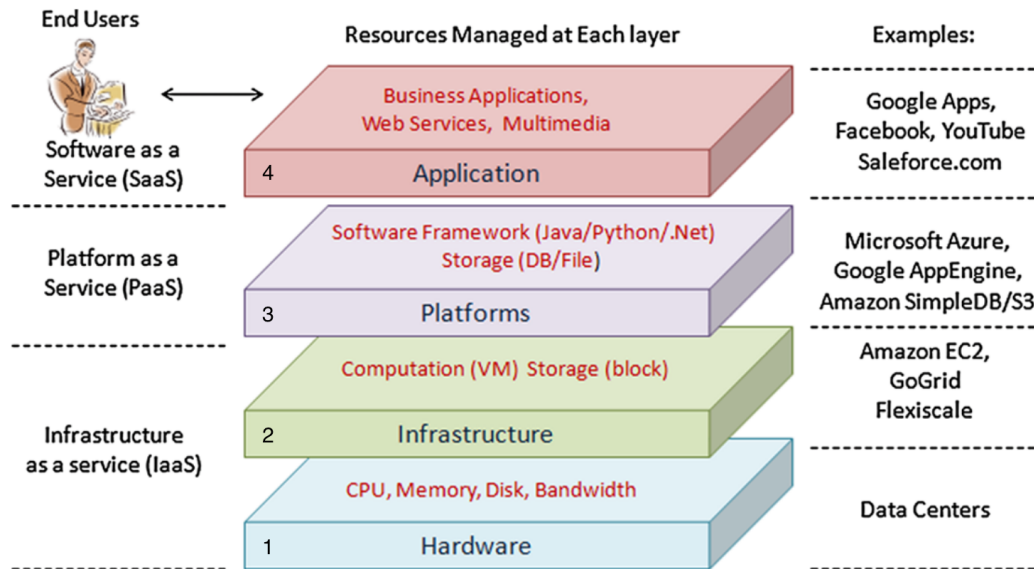 End Users
Resources Managed at Each layer
Examples:
Business Applications,
Web Services, Multimedia
4
Application
Software as a
Service (SaaS)
Google Apps,
Facebook, YouTube
Saleforce.com
Platform as a
Service (PaaS)
Software Framework (Java/Python/.Net)
Storage (DB/File)
3
Platforms
Microsoft Azure,
Google AppEngine,
Amazon SimpleDB/S3
Infrastructure
as a service (IaaS)
Computation (VM) Storage (block)
2
Infrastructure
Amazon EC2,
GoGrid
Flexiscale
CPU, Memory, Disk, Bandwidth
1
Hardware
Data Centers